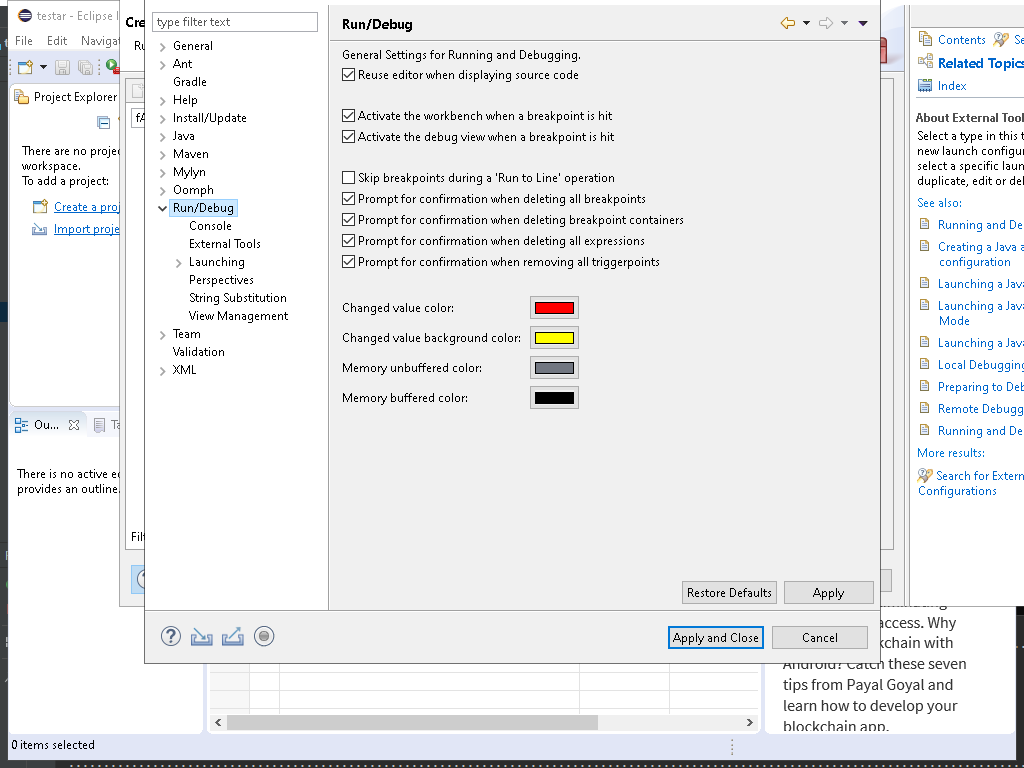 testar - Eclipse I
File Edit Naviga
Project Explorer
There are no proje
workspace.
To add a project:
Create a proj
Import proje
Ou...
Ta
There is no active e
provides an outline.
0 items selected
Cre
Ru
Filt
type filter text
General
Ant
Gradle
Help
Install/Update
Java
Maven
Mylyn
Oomph
Run/Debug
Console
External Tools
Launching
Perspectives
String Substitution
View Management
Team
Validation
XML
Run/Debug
General Settings for Running and Debugging.
Reuse editor when displaying source code
Activate the workbench when a breakpoint is hit
Activate the debug view when a breakpoint is hit
Skip breakpoints during a 'Run to Line' operation
Prompt for confirmation when deleting all breakpoints
Prompt for confirmation when deleting breakpoint containers
Prompt for confirmation when deleting all expressions
Prompt for confirmation when removing all triggerpoints
Changed value color:
Changed value background color:
Memory unbuffered color:
Memory buffered color:
Restore Defaults Apply
Apply and Close Cancel
Contents Se
Related Topics
Index
About External Tool
Select a type in this t
new launch configur
select a specific laun
duplicate, edit or del
See also:
Running and De
Creating a Java a
configuration
Launching a Java
Launching a Java
Mode
Launching a Java
Local Debugging
Preparing to Deb
Remote Debugg
Running and De
More results:
Search for Extern
Configurations
access. Why
kchain with
Android? Catch these seven
tips from Payal Goyal and
learn how to develop your
blockchain app.